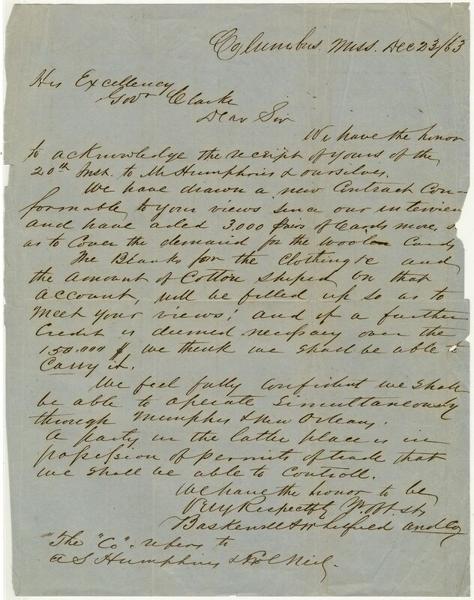 Columbus, Miss. Dec 23/63
His Excellency
Govr Clarke
Dear Sir
We have the honor
to acknowledge the receipt of yours of the
20th Inst. to Mr Humphries & ourselves.
We have drawn a new Contract Con-
formable to your views since our interview
and have aded 3.000 pairs of Cards more, so
as to Cover the demand for the woolen Cards
The Blanks for the Clothing &c and
the amount of Cotton shiped on that
account, will be filled up so as to
meet your views; and if a further
Credit is deemed necessary over the
150.000 $ we think we shall be able to
Carry it.
We feel fully confident we shall
be able to operate Simultaneously
through Memphis & New Orleans.
A party in the latter place is in
possession of permits of trade that
we shall be able to Controll.
We have the honor to be
Very Respectfly Yr Obt Sts
Baskerville & Whitfield and Co
The "Co" refers to
A S Humphries & Neil.